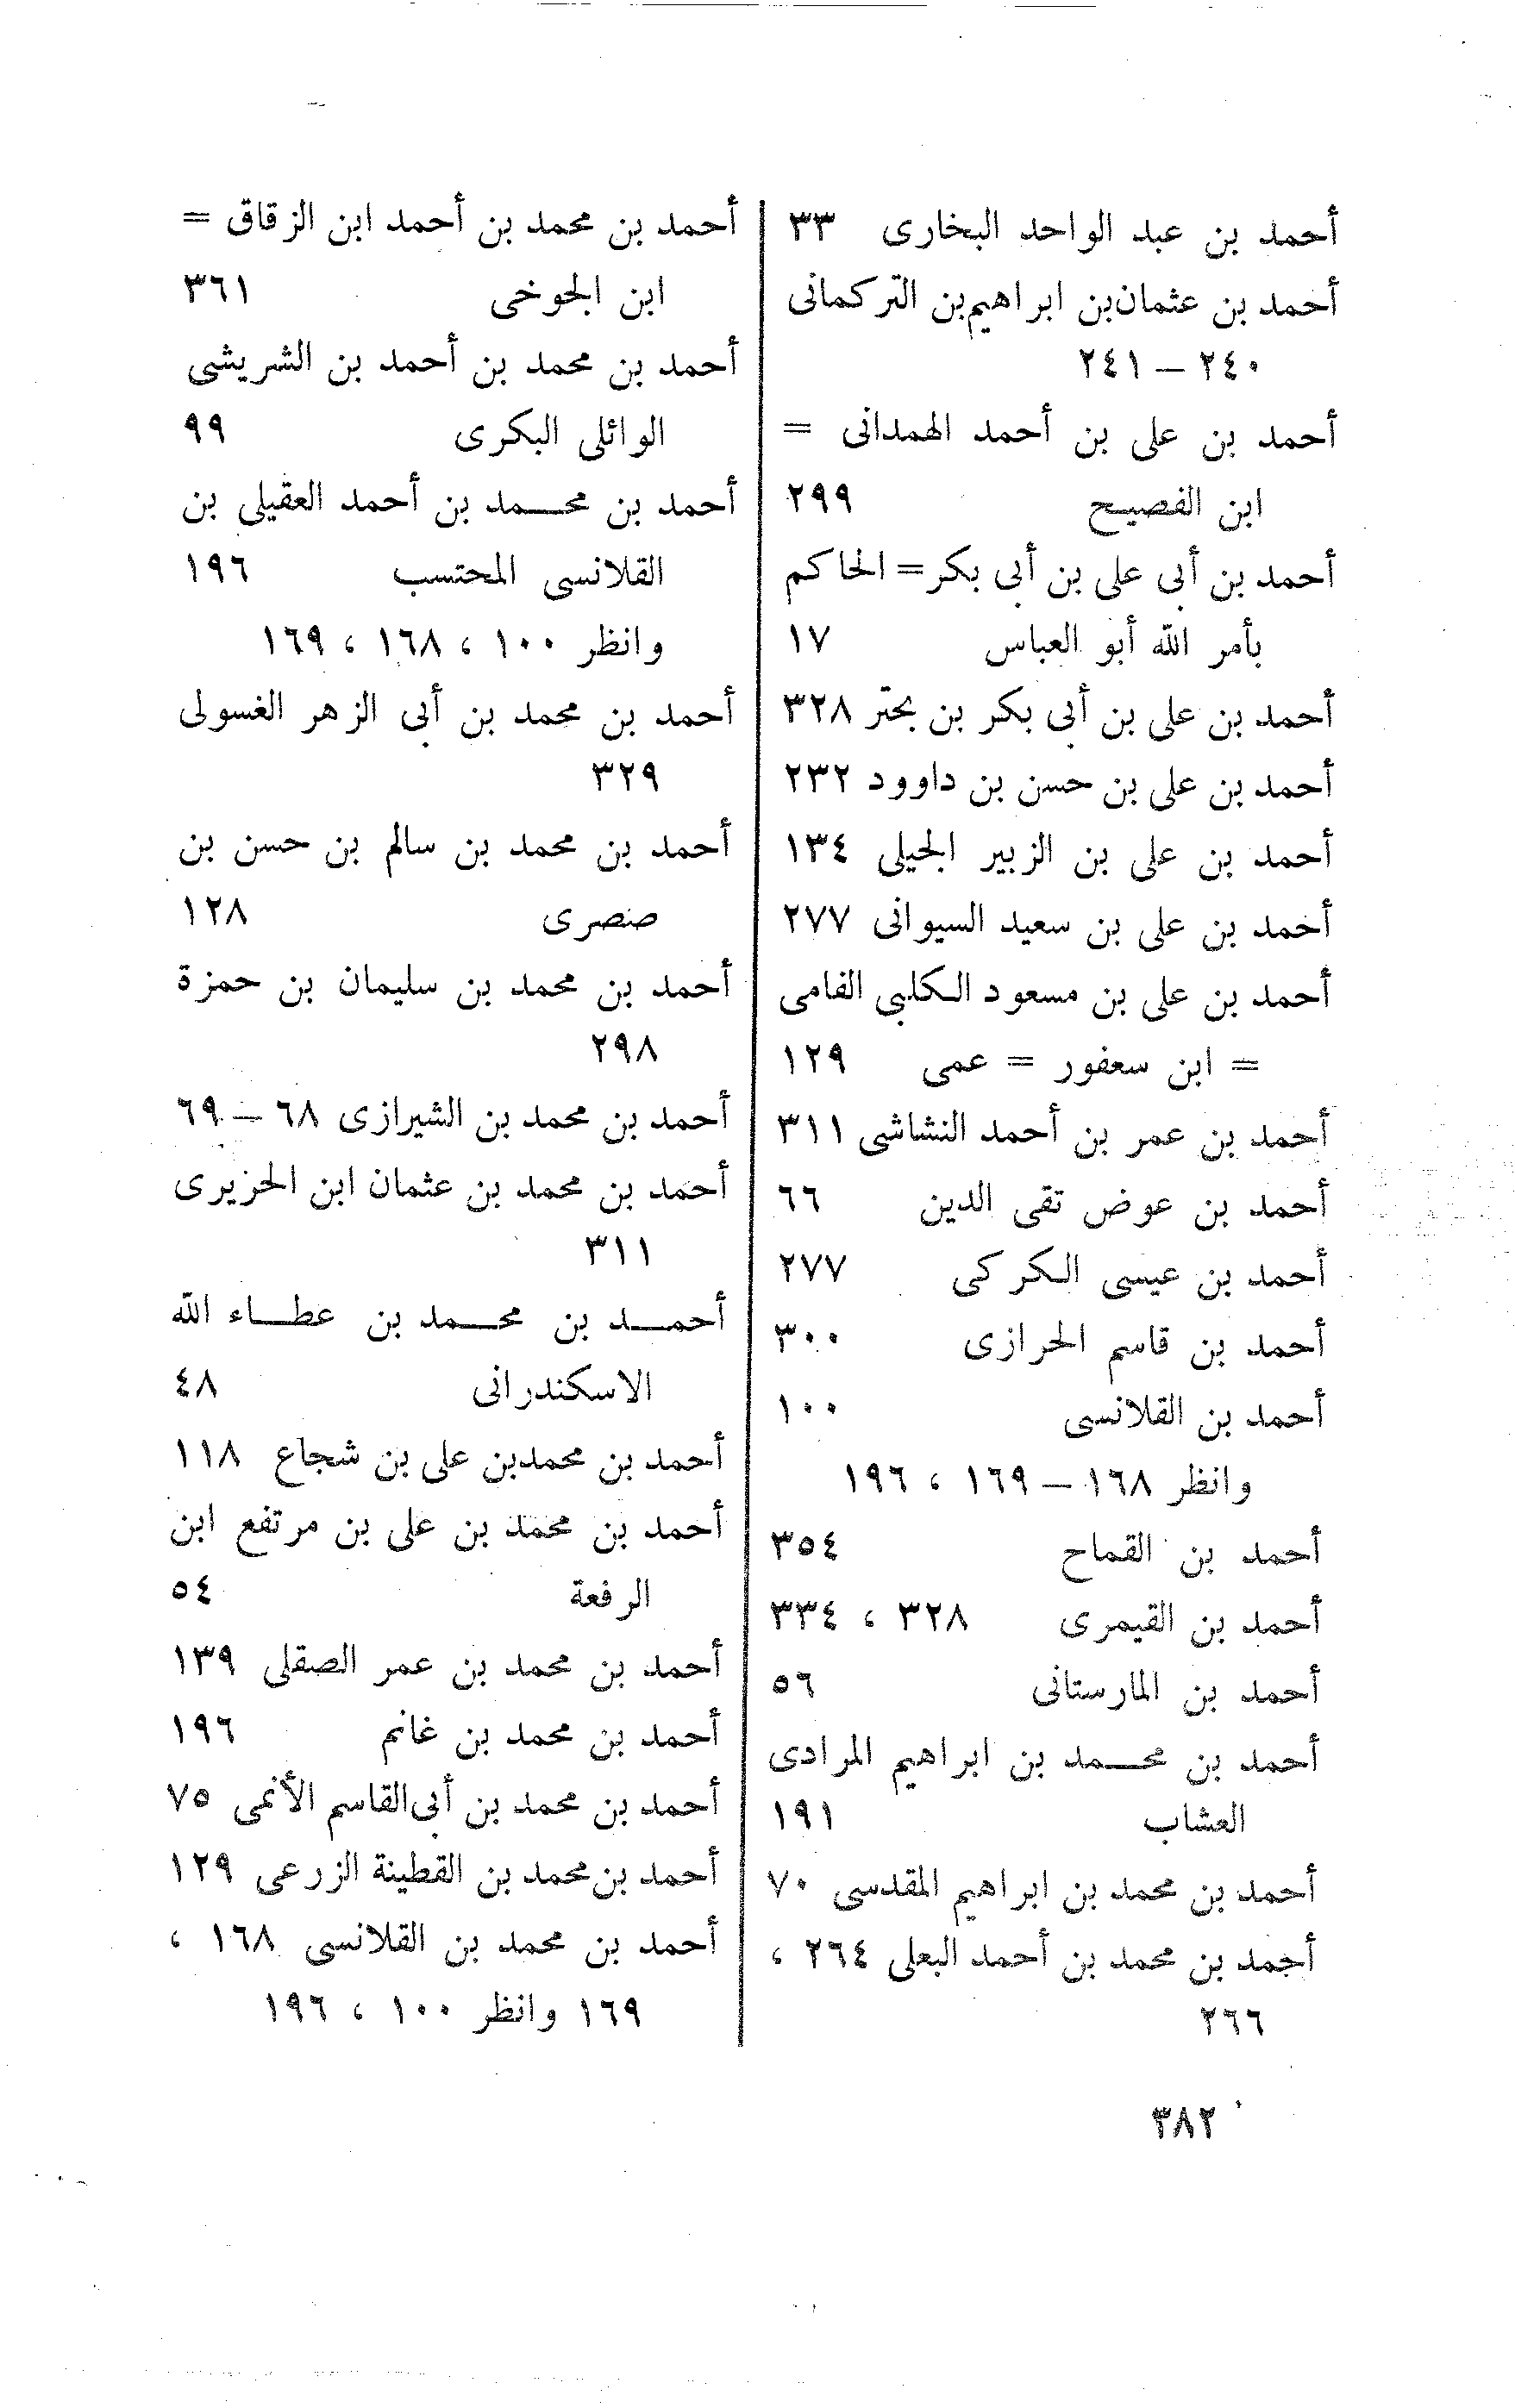 أحمد بن عبد الواحد البخارى ٣٣
أحمد بن عثمان بن ابراهيم بن التركمانى
٢٤٠ – ٢٤١
أحمد بن على بن أحمد الهمدانى =
ابن الفصيح ٢٩٩
أحمد بن أبى على بن أبى بكر = الحاكم
بأمر الله أبو العباس ١٧
أحمد بن على بن أبى بكر بن بحتر ٣٢٨
أحمد بن على بن حسن بن داوود ٢٣٢
أحمد بن على بن الزبير الجيلى ١٣٤
أحمد بن على بن سعيد السيوانى ٢٧٧
أحمد بن على بن مسعود الكلبى الفامى
= ابن سعفور = عمى ١٢٩
أحمد بن عمر بن أحمد النشاشى ٣١١
أحمد بن عوض تقى الدين ٦٦
أحمد بن عيسى الكركى ٢٧٧
أحمد بن قاسم الحرازى ٣٠٠
أحمد بن القلانسى ١٠٠
وانظر ١٦٨ – ١٦٩ ، ١٩٦
أحمد بن القماح ٣٥٤
أحمد بن القيمرى ٣٢٨ ، ٣٣٤
أحمد بن المارستانى ٥٦
أحمد بن محمد بن ابراهيم المرادى
العشاب ١٩١
أحمد بن محمد بن ابراهيم المقدسى ٧٠
أحمد بن محمد بن أحمد البعلى ٢٦٤ ،
٢٦٦
أحمد بن محمد بن أحمد ابن الزقاق =
ابن الجوخى ٣٦١
أحمد بن محمد بن أحمد بن الشريشى
الوائلى البكرى ٩٩
أحمد بن محمد بن أحمد العقيلى بن
القلانسى المحتسب ١٩٦
وانظر ١٠٠ ، ١٦٨ ، ١٦٩
أحمد بن محمد بن أبى الزهر الغسولى
٣٢٩
أحمد بن محمد بن سالم بن حسن بن
صصرى ١٢٨
أحمد بن محمد بن سليمان بن حمزة
٢٩٨
أحمد بن محمد بن الشيرازى ٦٨ – ٦٩
أحمد بن محمد بن عثمان ابن الحزيرى
٣١١
أحمد بن محمد بن عطاء الله
الاسكندرانى ٤٨
أحمد بن محمد بن على بن شجاع ١١٨
أحمد بن محمد بن على بن مرتفع ابن
الرفعة ٥٤
أحمد بن محمد بن عمر الصقلى ١٣٩
أحمد بن محمد بن غانم ١٩٦
أحمد بن محمد بن أبى القاسم الأنمى ٧٥
أحمد بن محمد بن القطينة الزرعى ١٢٩
أحمد بن محمد بن القلانسى ١٦٨ ،
١٦٩ وانظر ١٠٠ ، ١٩٦
٣٨٢